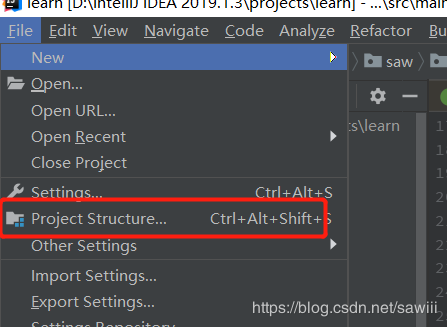 learn [D:\IntelliJ IDEA 2019.1.3\projects\learn] - ...\src\main
File Edit View Navigate Code Analyze Refactor Bu
saw
New
Open...
Open URL...
Open Recent
Close Project
Settings... Ctrl+Alt+S
Project Structure... Ctrl+Alt+Shift+S
Other Settings
Import Settings...
Export Settings...
Settings Repository
ts\learn
https://blog.csdn.net/sawiii